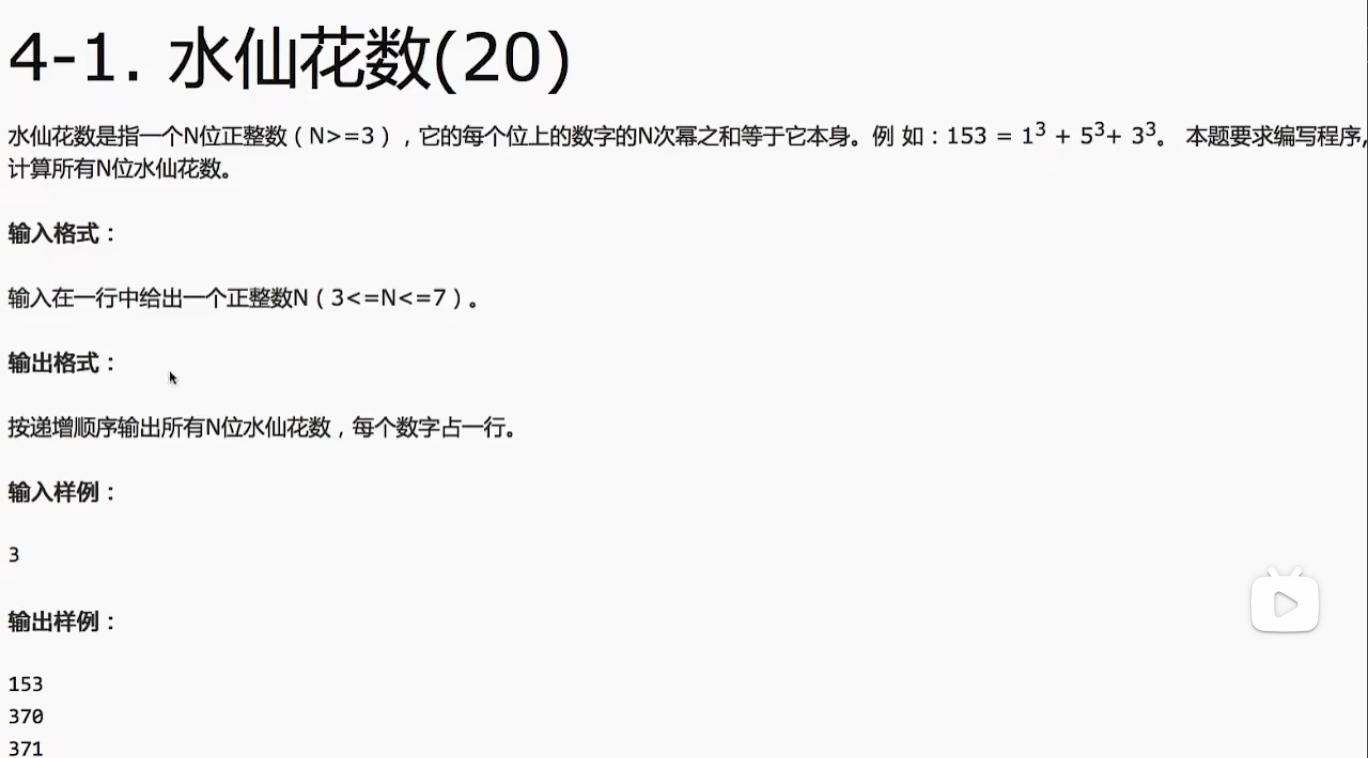 4-1. 水仙花数(20)
水仙花数是指一个N位正整数（N>=3），它的每个位上的数字的N次幂之和等于它本身。例 如：153 = 1³ + 5³+ 3³。 本题要求编写程序,
计算所有N位水仙花数。
输入格式：
输入在一行中给出一个正整数N（3<=N<=7）。
输出格式：
按递增顺序输出所有N位水仙花数，每个数字占一行。
输入样例：
3
输出样例：
153
370
371